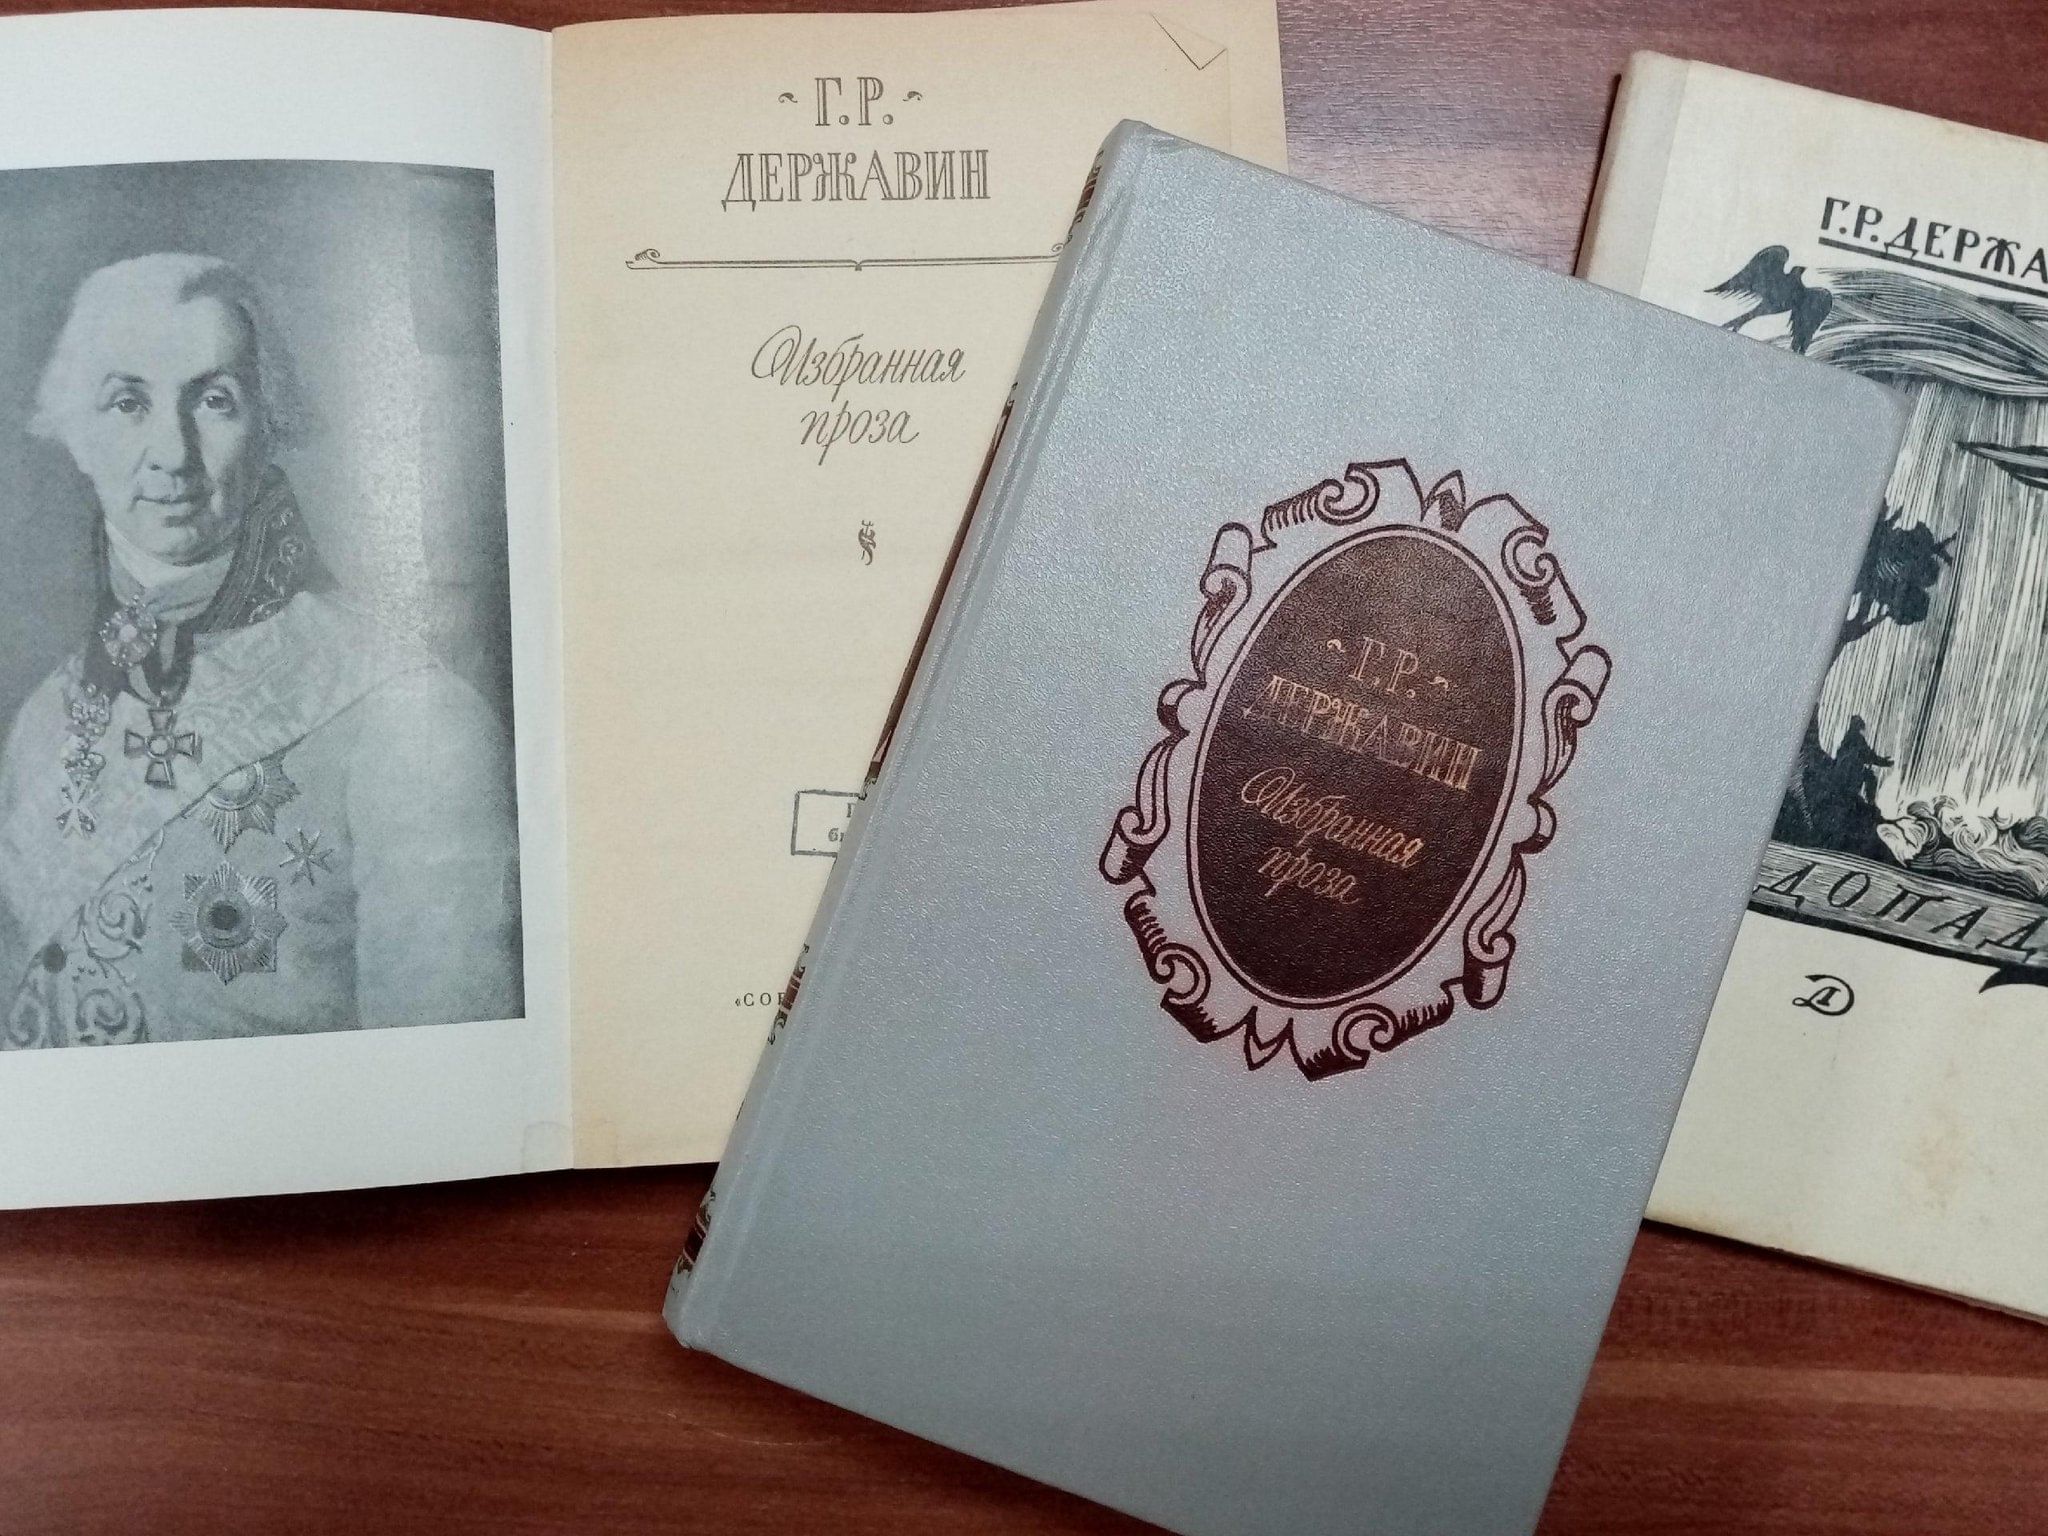 Г.Р.
ДЕРЖАВИН
Избранная
проза
Г.Р.
ДЕРЖАВИН
Избранная
проза
Г.Р.ДЕРЖА
ДОПАД